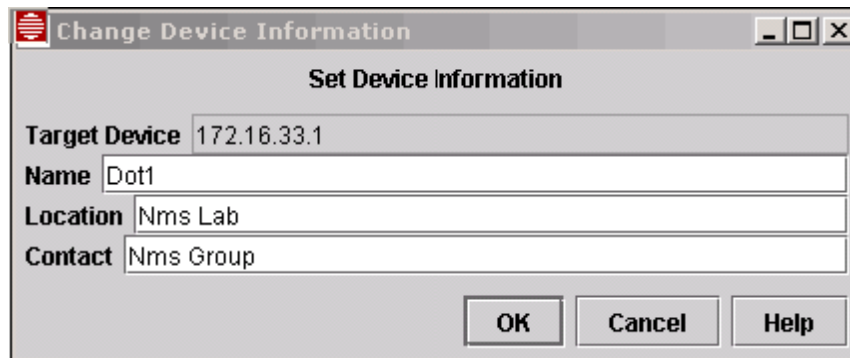 Change Device Information
Set Device Information
Target Device 172.16.33.1
Name Dot1
Location Nms Lab
Contact Nms Group
OK Cancel Help